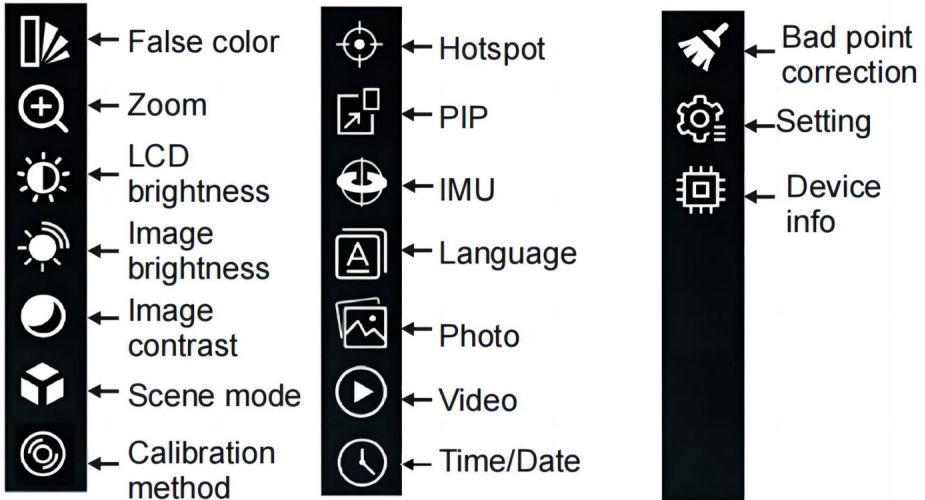 False color
Zoom
LCD
brightness
Image
brightness
Image
contrast
Scene mode
Calibration
method
Hotspot
PIP
IMU
A
Language
Photo
Video
Time/Date
Bad point
correction
Setting
Device
info